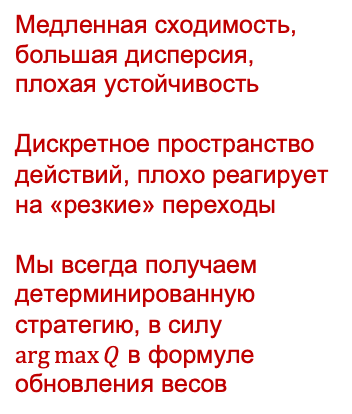 Медленная сходимость,
большая дисперсия,
плохая устойчивость
Дискретное пространство
действий, плохо реагирует
на «резкие» переходы
Мы всегда получаем
детерминированную
стратегию, в силу
arg max Q в формуле
обновления весов